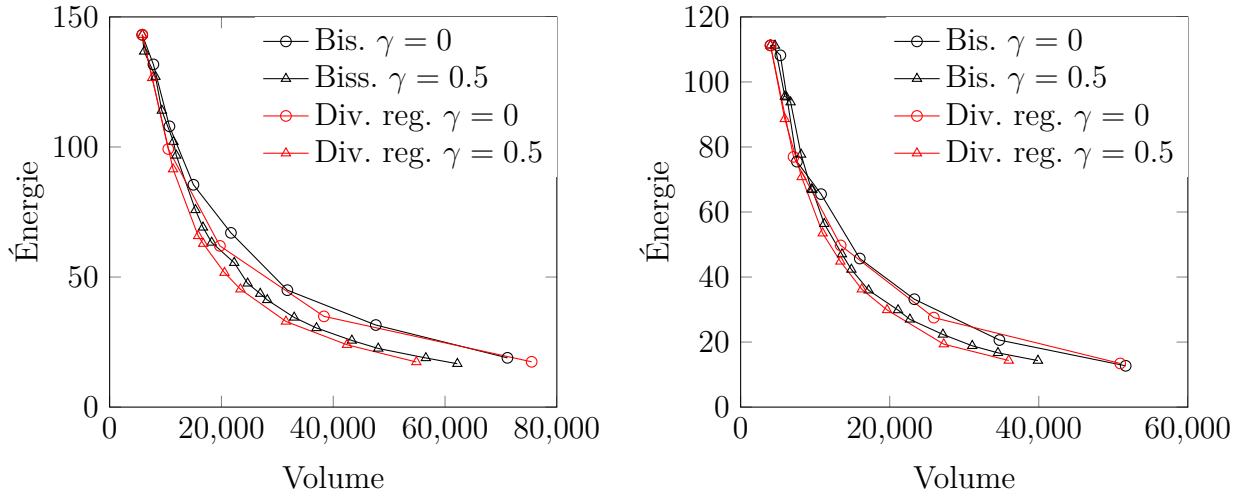 150
100
50
0
Énergie
Bis. γ = 0
Biss. γ = 0.5
Div. reg. γ = 0
Div. reg. γ = 0.5
0
20,000
40,000
60,000
80,000
Volume
120
100
80
60
40
20
0
Énergie
Bis. γ = 0
Bis. γ = 0.5
Div. reg. γ = 0
Div. reg. γ = 0.5
0
20,000
40,000
60,000
Volume